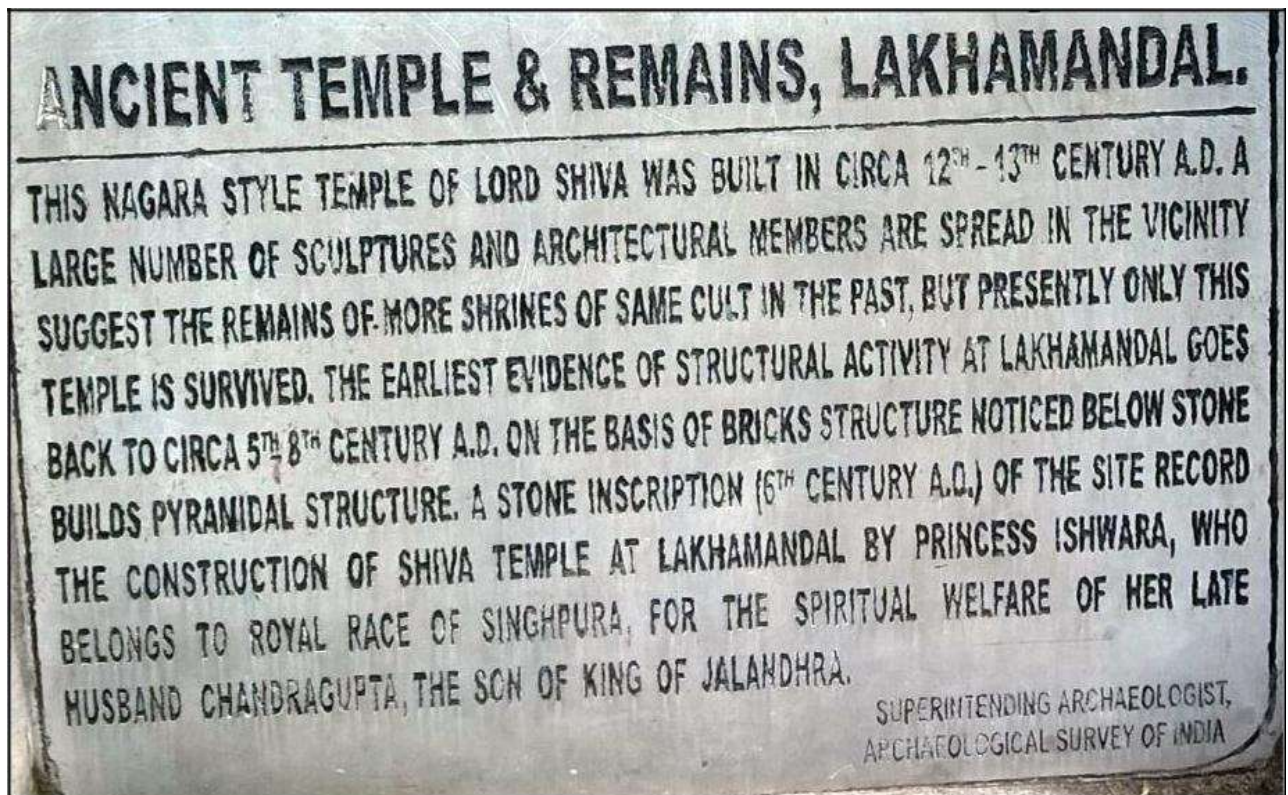 ANCIENT TEMPLE & REMAINS, LAKHAMANDAL.
THIS NAGARA STYLE TEMPLE OF LORD SHIVA WAS BUILT IN CIRCA 12TH - 13TH CENTURY A.D. A
LARGE NUMBER OF SCULPTURES AND ARCHITECTURAL MEMBERS ARE SPREAD IN THE VICINITY
SUGGEST THE REMAINS OF MORE SHRINES OF SAME CULT IN THE PAST, BUT PRESENTLY ONLY THIS
TEMPLE IS SURVIVED. THE EARLIEST EVIDENCE OF STRUCTURAL ACTIVITY AT LAKHAMANDAL GOES
BACK TO CIRCA 5TH-8TH CENTURY A.D. ON THE BASIS OF BRICKS STRUCTURE NOTICED BELOW STONE
BUILDS PYRANIDAL STRUCTURE. A STONE INSCRIPTION (6TH CENTURY A.D.) OF THE SITE RECORD
THE CONSTRUCTION OF SHIVA TEMPLE AT LAKHAMANDAL BY PRINCESS ISHWARA, WHO
BELONGS TO ROYAL RACE OF SINGHPURA, FOR THE SPIRITUAL WELFARE OF HER LATE
HUSBAND CHANDRAGUPTA, THE SON OF KING OF JALANDHRA.
SUPERINTENDING ARCHAEOLOGIST,
ARCHAEOLOGICAL SURVEY OF INDIA